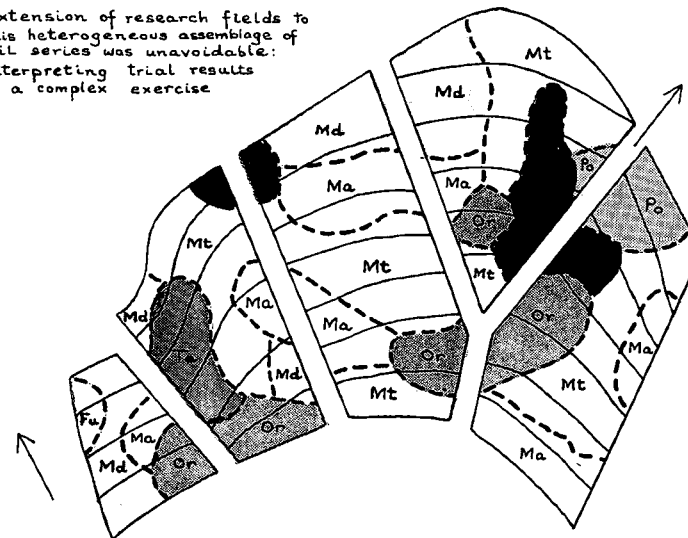 xtension of research fields to
is heterogeneous assemblage of
il series was unavoidable:
terpreting trial results
a complex exercise
Mt
Md
Md
Ma
Ma
Po
Po
Or
Mt
Mt
Mt
Ma
Ma
Or
Or
Md
Ta
Md
Mt
Mt
Ma
Or
Fu
Ma
Md
Or
Ma